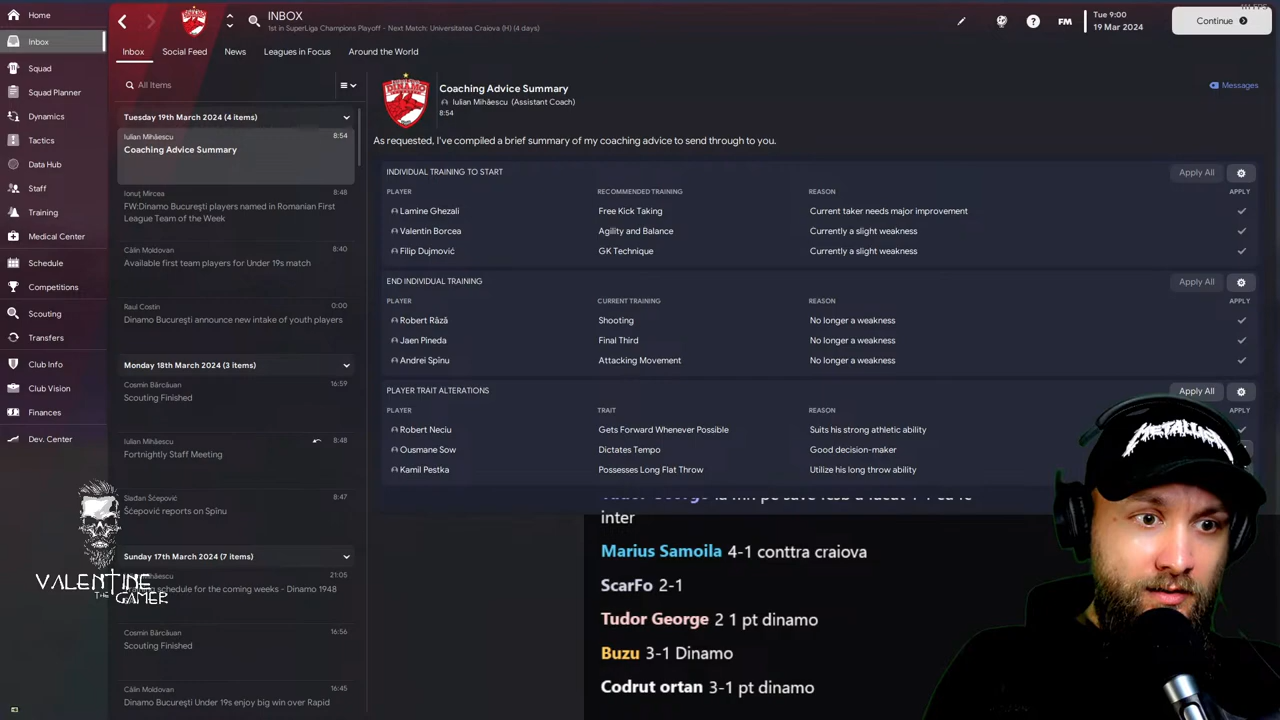 Home
INBOX
1st in SuperLiga Champions Playoff - Next Match: Universitatea Craiova (H) (4 days)
FM
Tue 9:00
19 Mar 2024
Continue
Inbox
Squad
Squad Planner
Dynamics
Tactics
Data Hub
Staff
Training
Medical Center
Schedule
Competitions
Scouting
Transfers
Club Info
Club Vision
Finances
Dev. Center
Inbox
Social Feed
News
Leagues in Focus
Around the World
All Items
Tuesday 19th March 2024 (4 items)
Iulian Mihăescu 8:54
Coaching Advice Summary
Ionuț Mircea 8:48
FW:Dinamo București players named in Romanian First
League Team of the Week
Călin Moldovan 8:40
Available first team players for Under 19s match
Raul Costin 0:00
Dinamo București announce new intake of youth players
Monday 18th March 2024 (3 items)
Cosmin Bărcăuan 16:59
Scouting Finished
Iulian Mihăescu 8:48
Fortnightly Staff Meeting
Slađan Šćepović 8:47
Šćepović reports on Spînu
Sunday 17th March 2024 (7 items)
21:05
schedule for the coming weeks - Dinamo 1948
Cosmin Bărcăuan 16:56
Scouting Finished
Călin Moldovan 16:45
Dinamo București Under 19s enjoy big win over Rapid
VALENTINE
THE GAMER
Coaching Advice Summary
Iulian Mihăescu (Assistant Coach)
8:54
Messages
As requested, I've compiled a brief summary of my coaching advice to send through to you.
INDIVIDUAL TRAINING TO START Apply All
PLAYER RECOMMENDED TRAINING REASON APPLY
Lamine Ghezali Free Kick Taking Current taker needs major improvement
Valentin Borcea Agility and Balance Currently a slight weakness
Filip Dujmović GK Technique Currently a slight weakness
END INDIVIDUAL TRAINING Apply All
PLAYER CURRENT TRAINING REASON APPLY
Robert Răză Shooting No longer a weakness
Jaen Pineda Final Third No longer a weakness
Andrei Spînu Attacking Movement No longer a weakness
PLAYER TRAIT ALTERATIONS Apply All
PLAYER TRAIT REASON APPLY
Robert Neciu Gets Forward Whenever Possible Suits his strong athletic ability
Ousmane Sow Dictates Tempo Good decision-maker
Kamil Pestka Possesses Long Flat Throw Utilize his long throw ability
inter
Marius Samoila 4-1 conttra craiova
ScarFo 2-1
Tudor George 2 1 pt dinamo
Buzu 3-1 Dinamo
Codrut ortan 3-1 pt dinamo
METALLICA